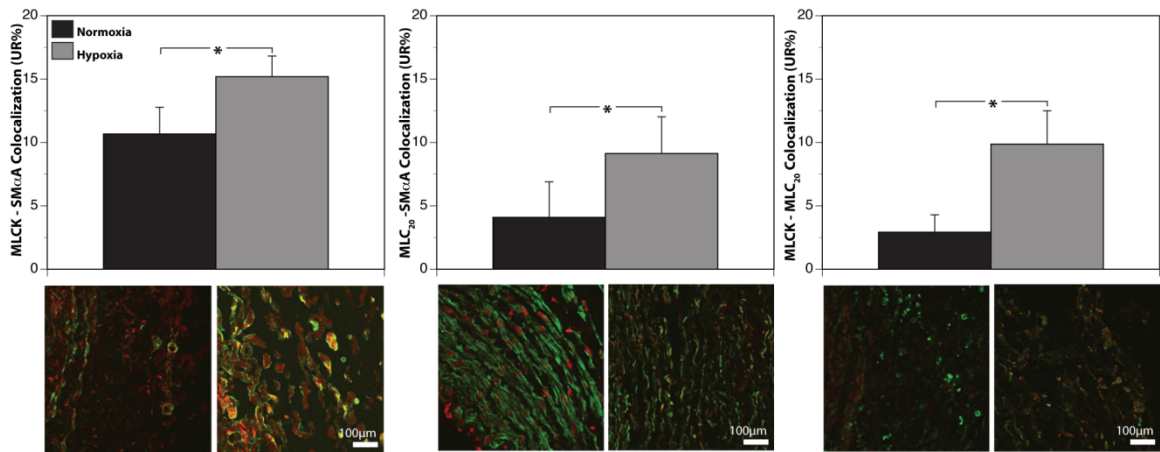 MLCK - SMαA Colocalization (UR%)
20
15
10
5
0
Normoxia
Hypoxia
*
100µm
MLC₂₀ -SMαA Colocalization (UR%)
20
15
10
5
0
*
100µm
MLCK - MLC₂₀ Colocalization (UR%)
20
15
10
5
0
*
100µm